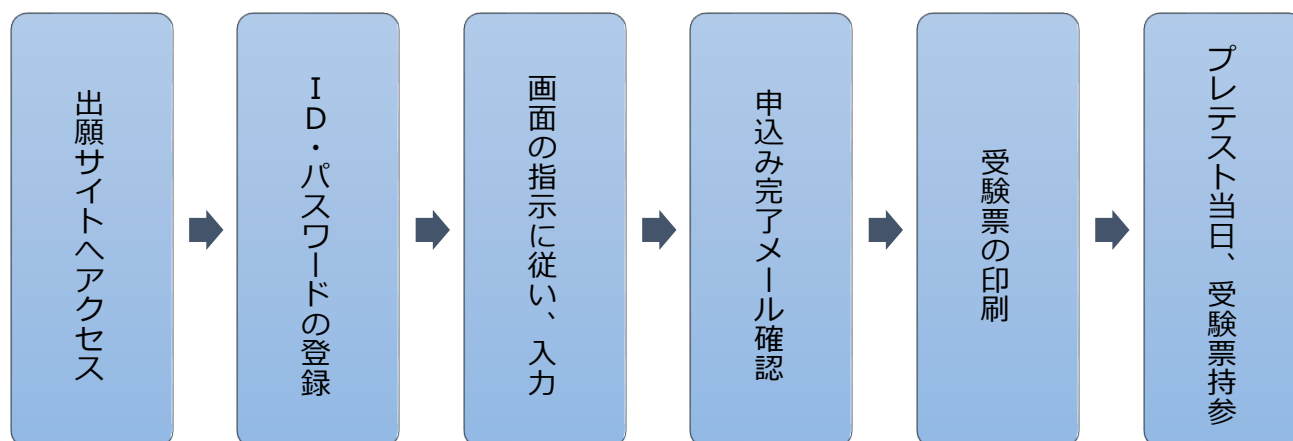 出願サイトへアクセス
ID・パスワードの登録
画面の指示に従い、入力
申込み完了メール確認
受験票の印刷
プレテスト当日、受験票持参